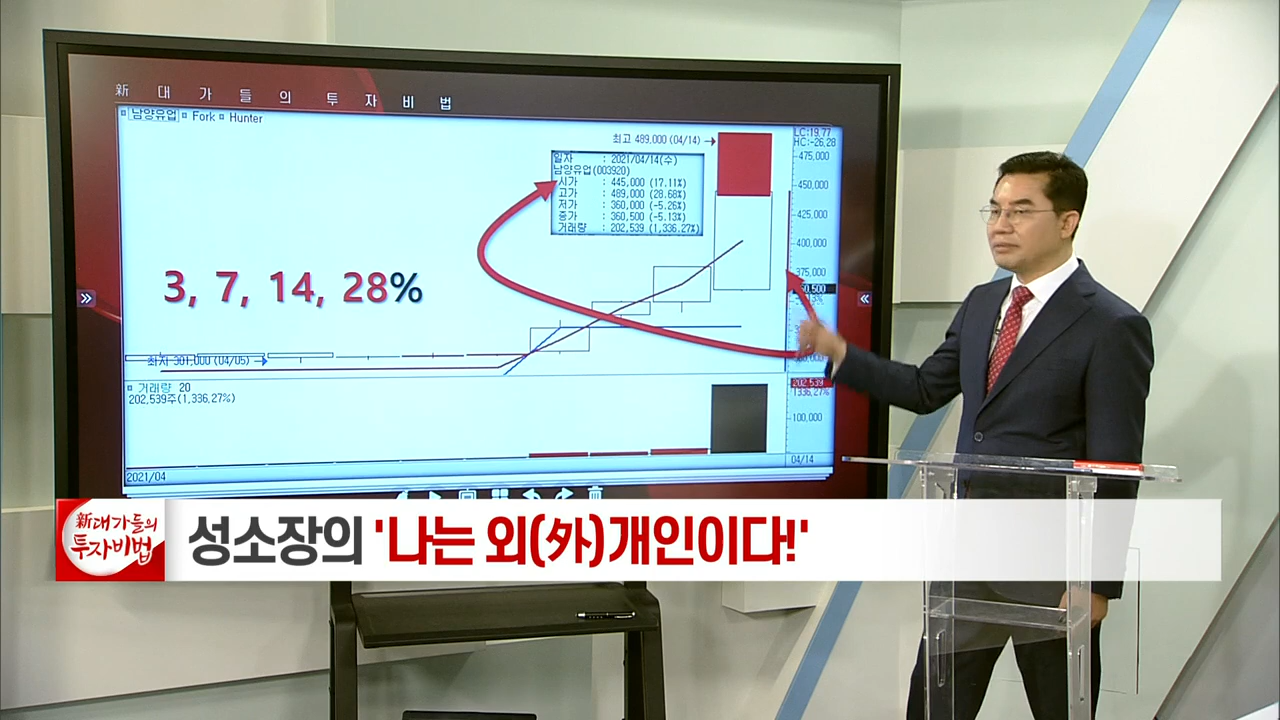 新 대 가 들 의 투 자 비 법
남양유업 Fork Hunter
LC:19.77
HC:-26.28
최고 489,000 (04/14)
475,000
일자 : 2021/04/14(수)
남양유업(003920)
시가 : 445,000 (17.11%)
고가 : 489,000 (28.68%)
저가 : 360,000 (-5.26%)
종가 : 360,500 (-5.13%)
거래량 : 202,539 (1,336.27%)
450,000
425,000
400,000
375,000
3, 7, 14, 28%
최저 301,000 (04/05)
거래량 20
202,539주(1,336.27%)
202,539
1336.27%
100,000
2021/04
04/14
新대가들의
투자비법
성소장의 '나는 외(外)개인이다!'